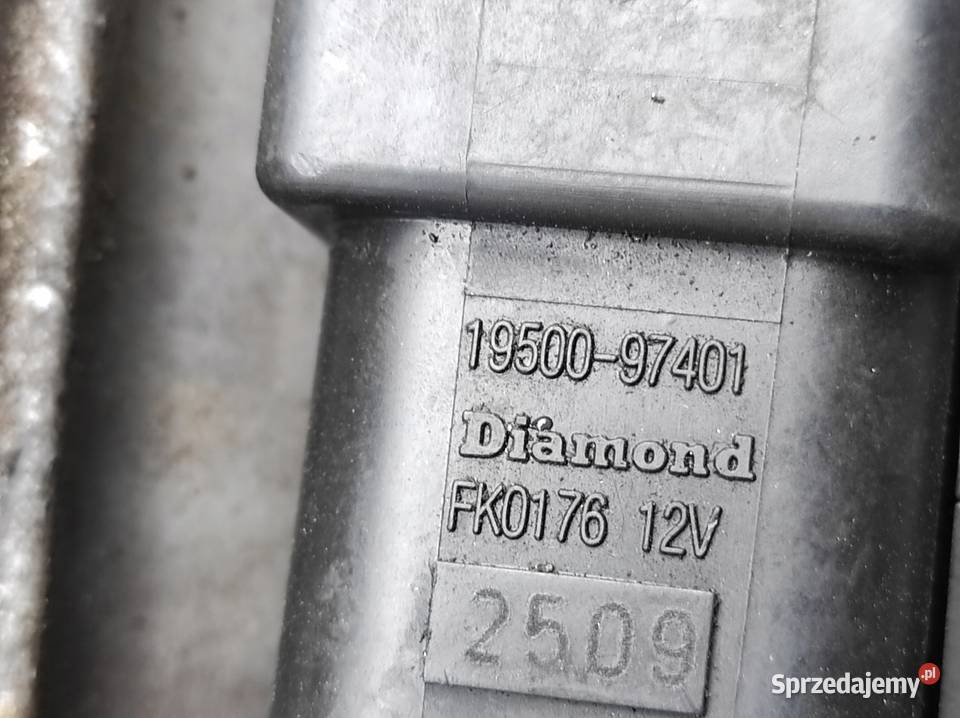 19500-97401
Diamond
FK0176 12V
2509
Sprzedajemy.pl